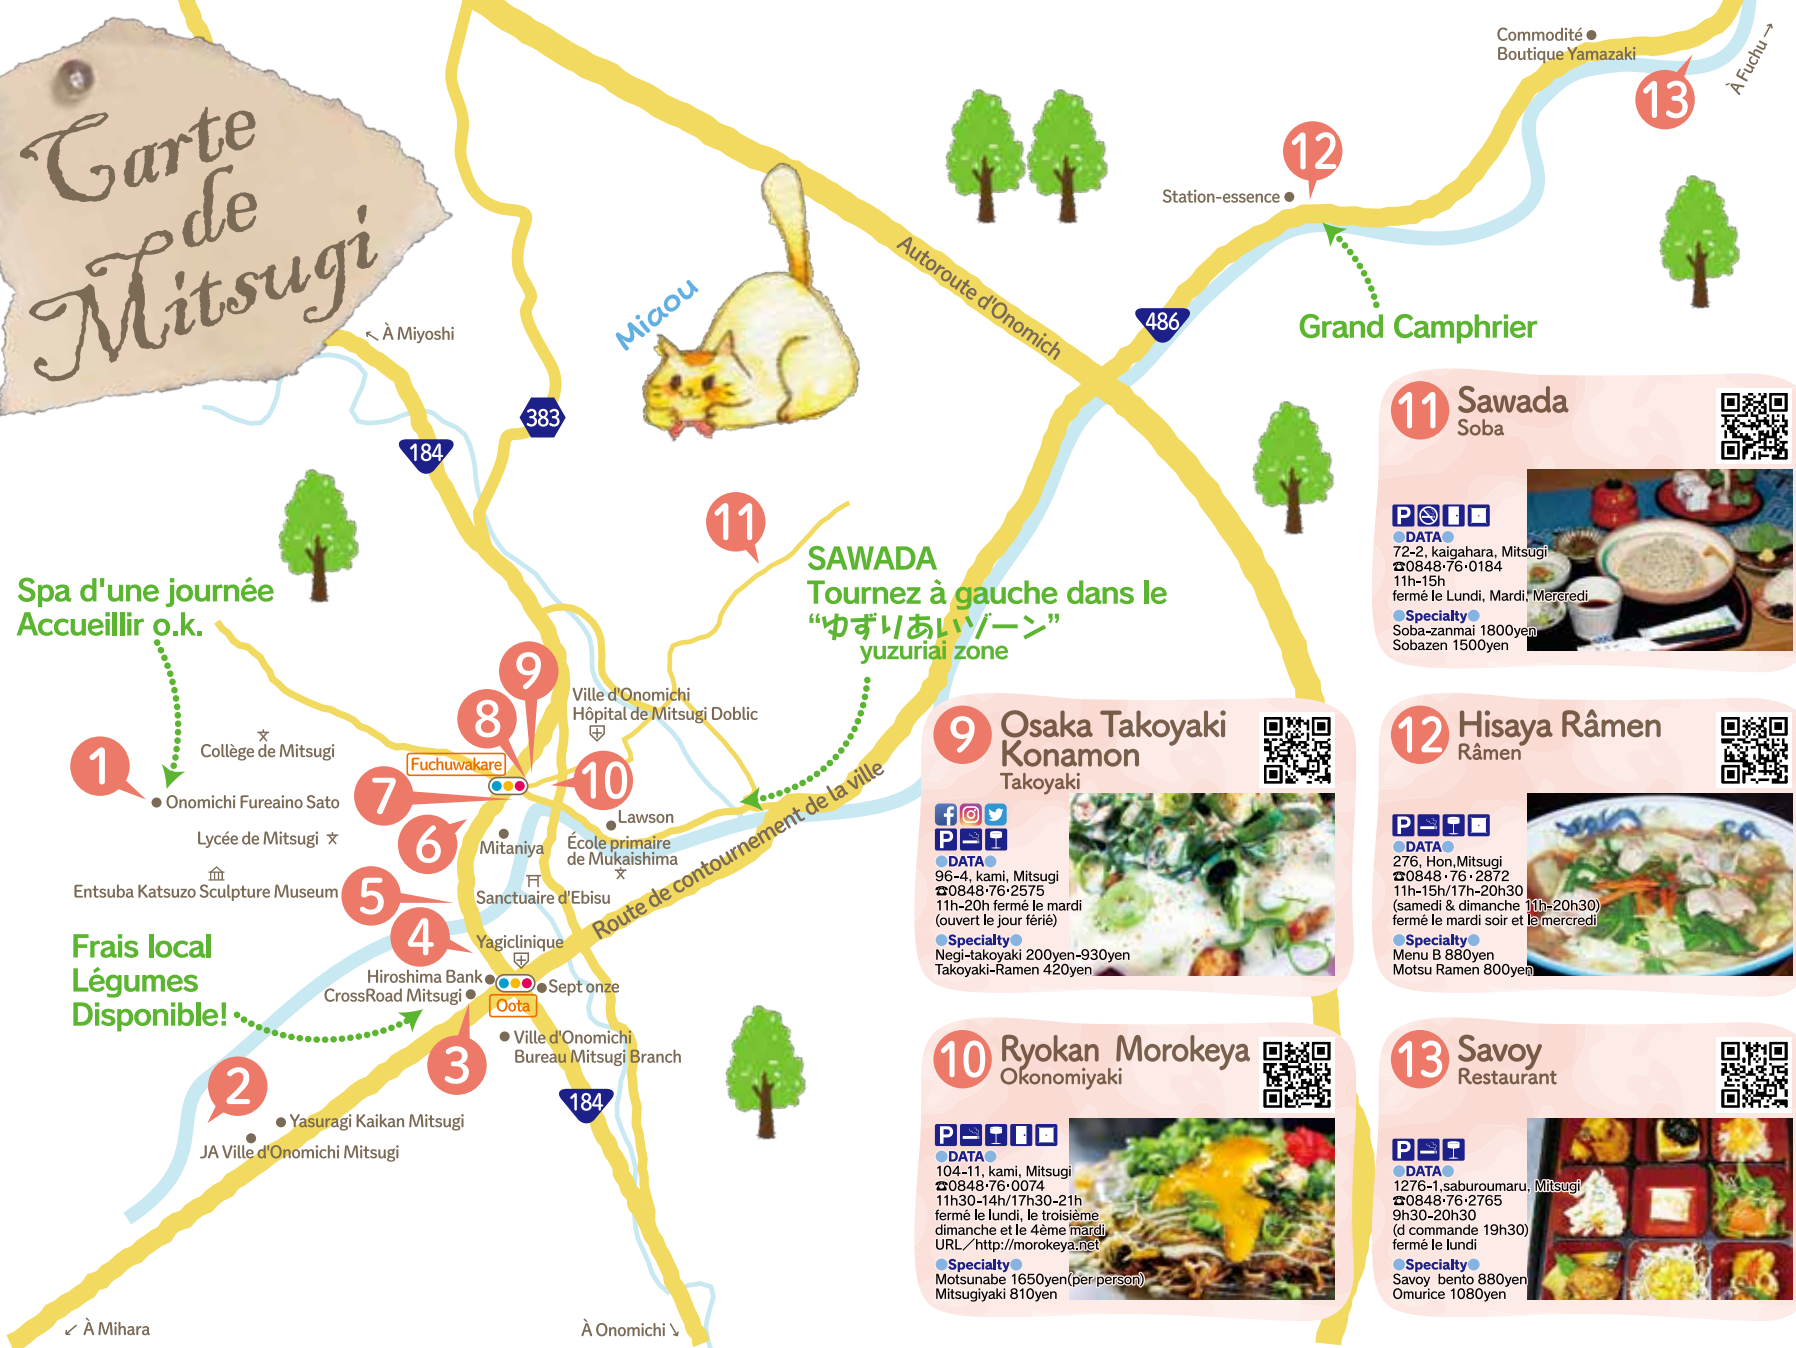 Carte
de
Mitsugi
Commodité
Boutique Yamazaki
À Fuchu →
13
12
Station-essence
Autoroute d'Onomich
486
Grand Camphrier
Miaou
↖ À Miyoshi
383
184
11
SAWADA
Tournez à gauche dans le
“ゆずりあいゾーン”
yuzuriai zone
Spa d'une journée
Accueillir o.k.
9
8
Ville d'Onomichi
Hôpital de Mitsugi Doblic
Collège de Mitsugi
Fuchuwakare
1
7
10
Onomichi Fureaino Sato
Lawson
6
Lycée de Mitsugi
Mitaniya
École primaire
de Mukaishima
Route de contournement de la ville
Entsuba Katsuzo Sculpture Museum
5
Sanctuaire d'Ebisu
4
Yagiclinique
Frais local
Légumes
Disponible!
Hiroshima Bank
CrossRoad Mitsugi
Sept onze
Oota
3
Ville d'Onomichi
Bureau Mitsugi Branch
2
184
Yasuragi Kaikan Mitsugi
JA Ville d'Onomichi Mitsugi
↙ À Mihara
À Onomichi ↘
9 Osaka Takoyaki
Konamon
Takoyaki
P
DATA
96-4, kami, Mitsugi
☎0848·76·2575
11h-20h fermé le mardi
(ouvert le jour férié)
Specialty
Negi-takoyaki 200yen-930yen
Takoyaki-Ramen 420yen
10 Ryokan Morokeya
Okonomiyaki
P
DATA
104-11, kami, Mitsugi
☎0848·76·0074
11h30-14h/17h30-21h
fermé le lundi, le troisième
dimanche et le 4ème mardi
URL／http://morokeya.net
Specialty
Motsunabe 1650yen(per person)
Mitsugiyaki 810yen
11 Sawada
Soba
P
DATA
72-2, kaigahara, Mitsugi
☎0848·76·0184
11h-15h
fermé le Lundi, Mardi, Mercredi
Specialty
Soba-zanmai 1800yen
Sobazen 1500yen
12 Hisaya Râmen
Râmen
P
DATA
276, Hon,Mitsugi
☎0848·76·2872
11h-15h/17h-20h30
(samedi & dimanche 11h-20h30)
fermé le mardi soir et le mercredi
Specialty
Menu B 880yen
Motsu Ramen 800yen
13 Savoy
Restaurant
P
DATA
1276-1,saburoumaru, Mitsugi
☎0848·76·2765
9h30-20h30
(d commande 19h30)
fermé le lundi
Specialty
Savoy bento 880yen
Omurice 1080yen